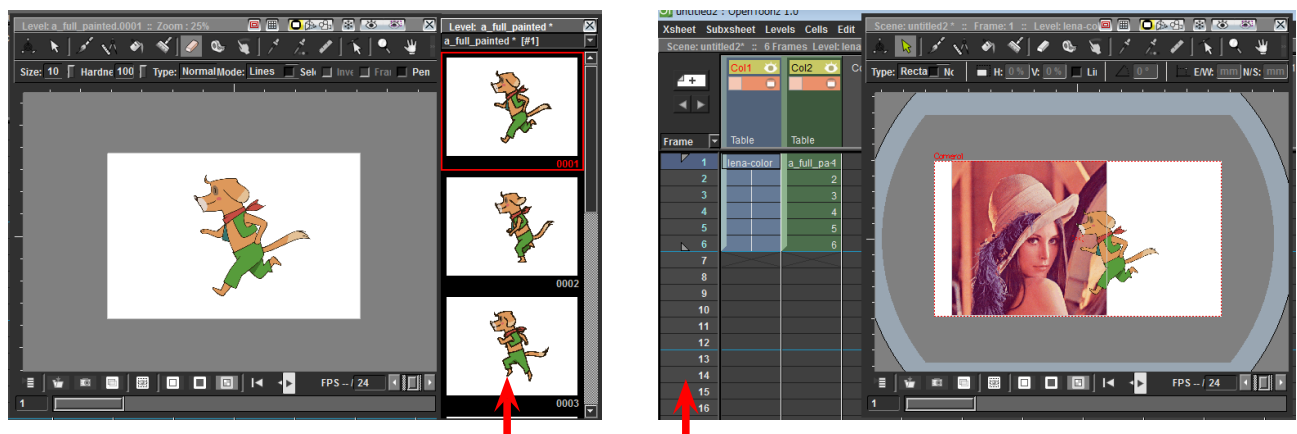 Level: a_full_painted.0001 :: Zoom : 25%
Size: 10 Hardne 100 Type: Normal Mode: Lines Sel Inve Frai Pen
FPS -- / 24
1
Level: a_full_painted *
a_full_painted * [#1]
0001
0002
0003
untitled2 : OpenToonz 1.0
Xsheet Subxsheet Levels Cells Edit
Scene: untitled2* :: 6 Frames Level: lena
Col1 Col2 Co
Frame Table Table
1 lena-color a_full_pa 1
2 2
3 3
4 4
5 5
6 6
7
8
9
10
11
12
13
14
15
16
Scene: untitled2* :: Frame: 1 :: Level: lena-co
Type: Recta Nc H: 0 % V: 0 % Li 0 ° E/W: mm N/S: mm
Camera1
FPS -- / 24
1